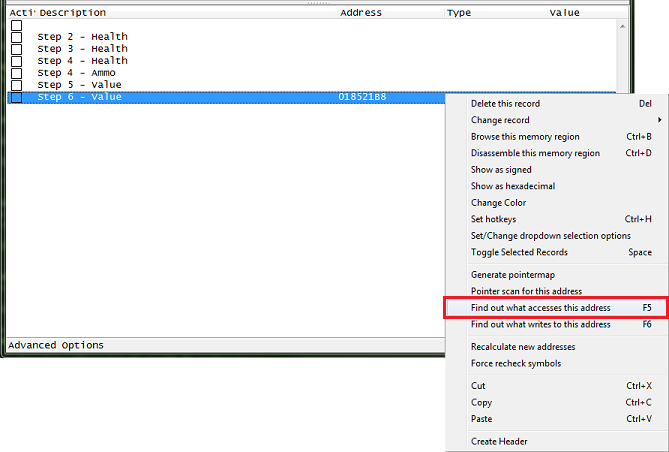 Acti Description Address Type Value
Step 2 - Health
Step 3 - Health
Step 4 - Health
Step 4 - Ammo
Step 5 - Value
Step 6 - Value 018521B8
Delete this record Del
Change record
Browse this memory region Ctrl+B
Disassemble this memory region Ctrl+D
Show as signed
Show as hexadecimal
Change Color
Set hotkeys Ctrl+H
Set/Change dropdown selection options
Toggle Selected Records Space
Generate pointermap
Pointer scan for this address
Find out what accesses this address F5
Find out what writes to this address F6
Recalculate new addresses
Force recheck symbols
Cut Ctrl+X
Copy Ctrl+C
Paste Ctrl+V
Create Header
Advanced Options